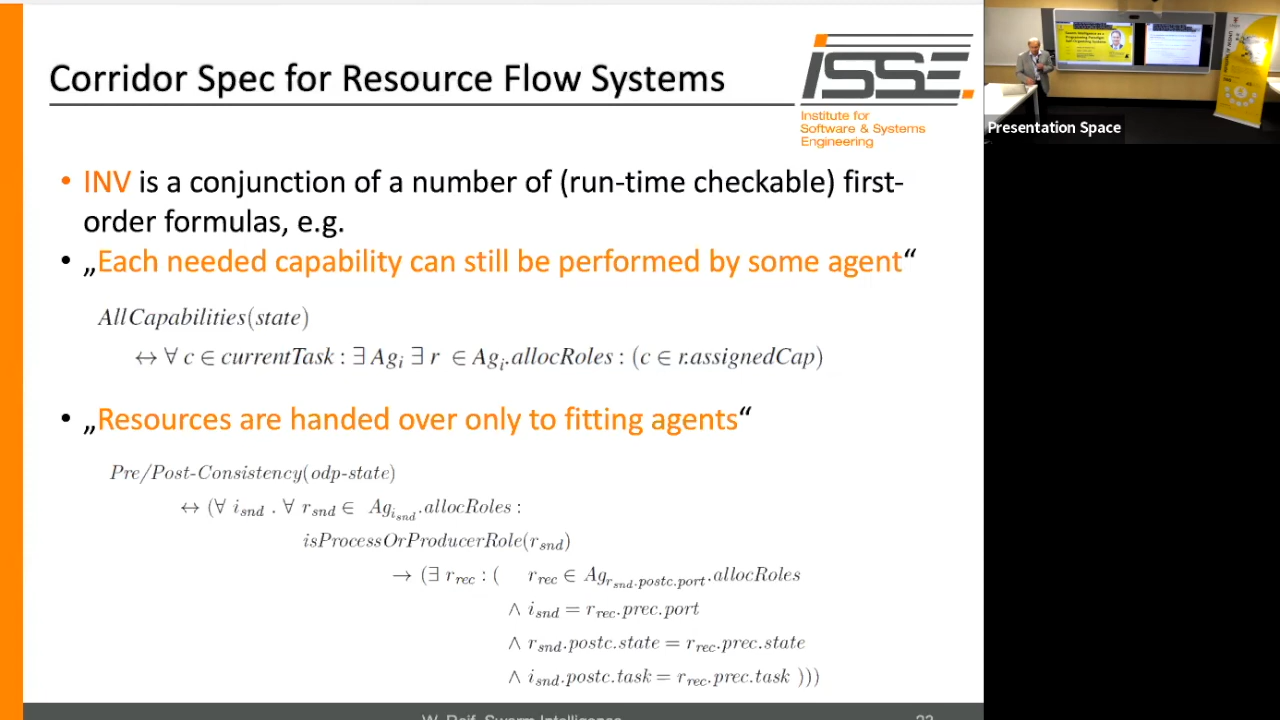 Corridor Spec for Resource Flow Systems
ISSE
Institute for
Software & Systems
Engineering
Presentation Space
• INV is a conjunction of a number of (run-time checkable) first-
order formulas, e.g.
• „Each needed capability can still be performed by some agent“
AllCapabilities(state)
↔ ∀ c ∈ currentTask : ∃ Agᵢ ∃ r ∈ Agᵢ.allocRoles : (c ∈ r.assignedCap)
• „Resources are handed over only to fitting agents“
Pre/Post-Consistency(odp-state)
↔ (∀ i_snd . ∀ r_snd ∈ Ag_i_snd.allocRoles :
isProcessOrProducerRole(r_snd)
→ (∃ r_rec : ( r_rec ∈ Ag_r_snd.postc.port.allocRoles
∧ i_snd = r_rec.prec.port
∧ r_snd.postc.state = r_rec.prec.state
∧ i_snd.postc.task = r_rec.prec.task )))
W. Reif, Swarm Intelligence